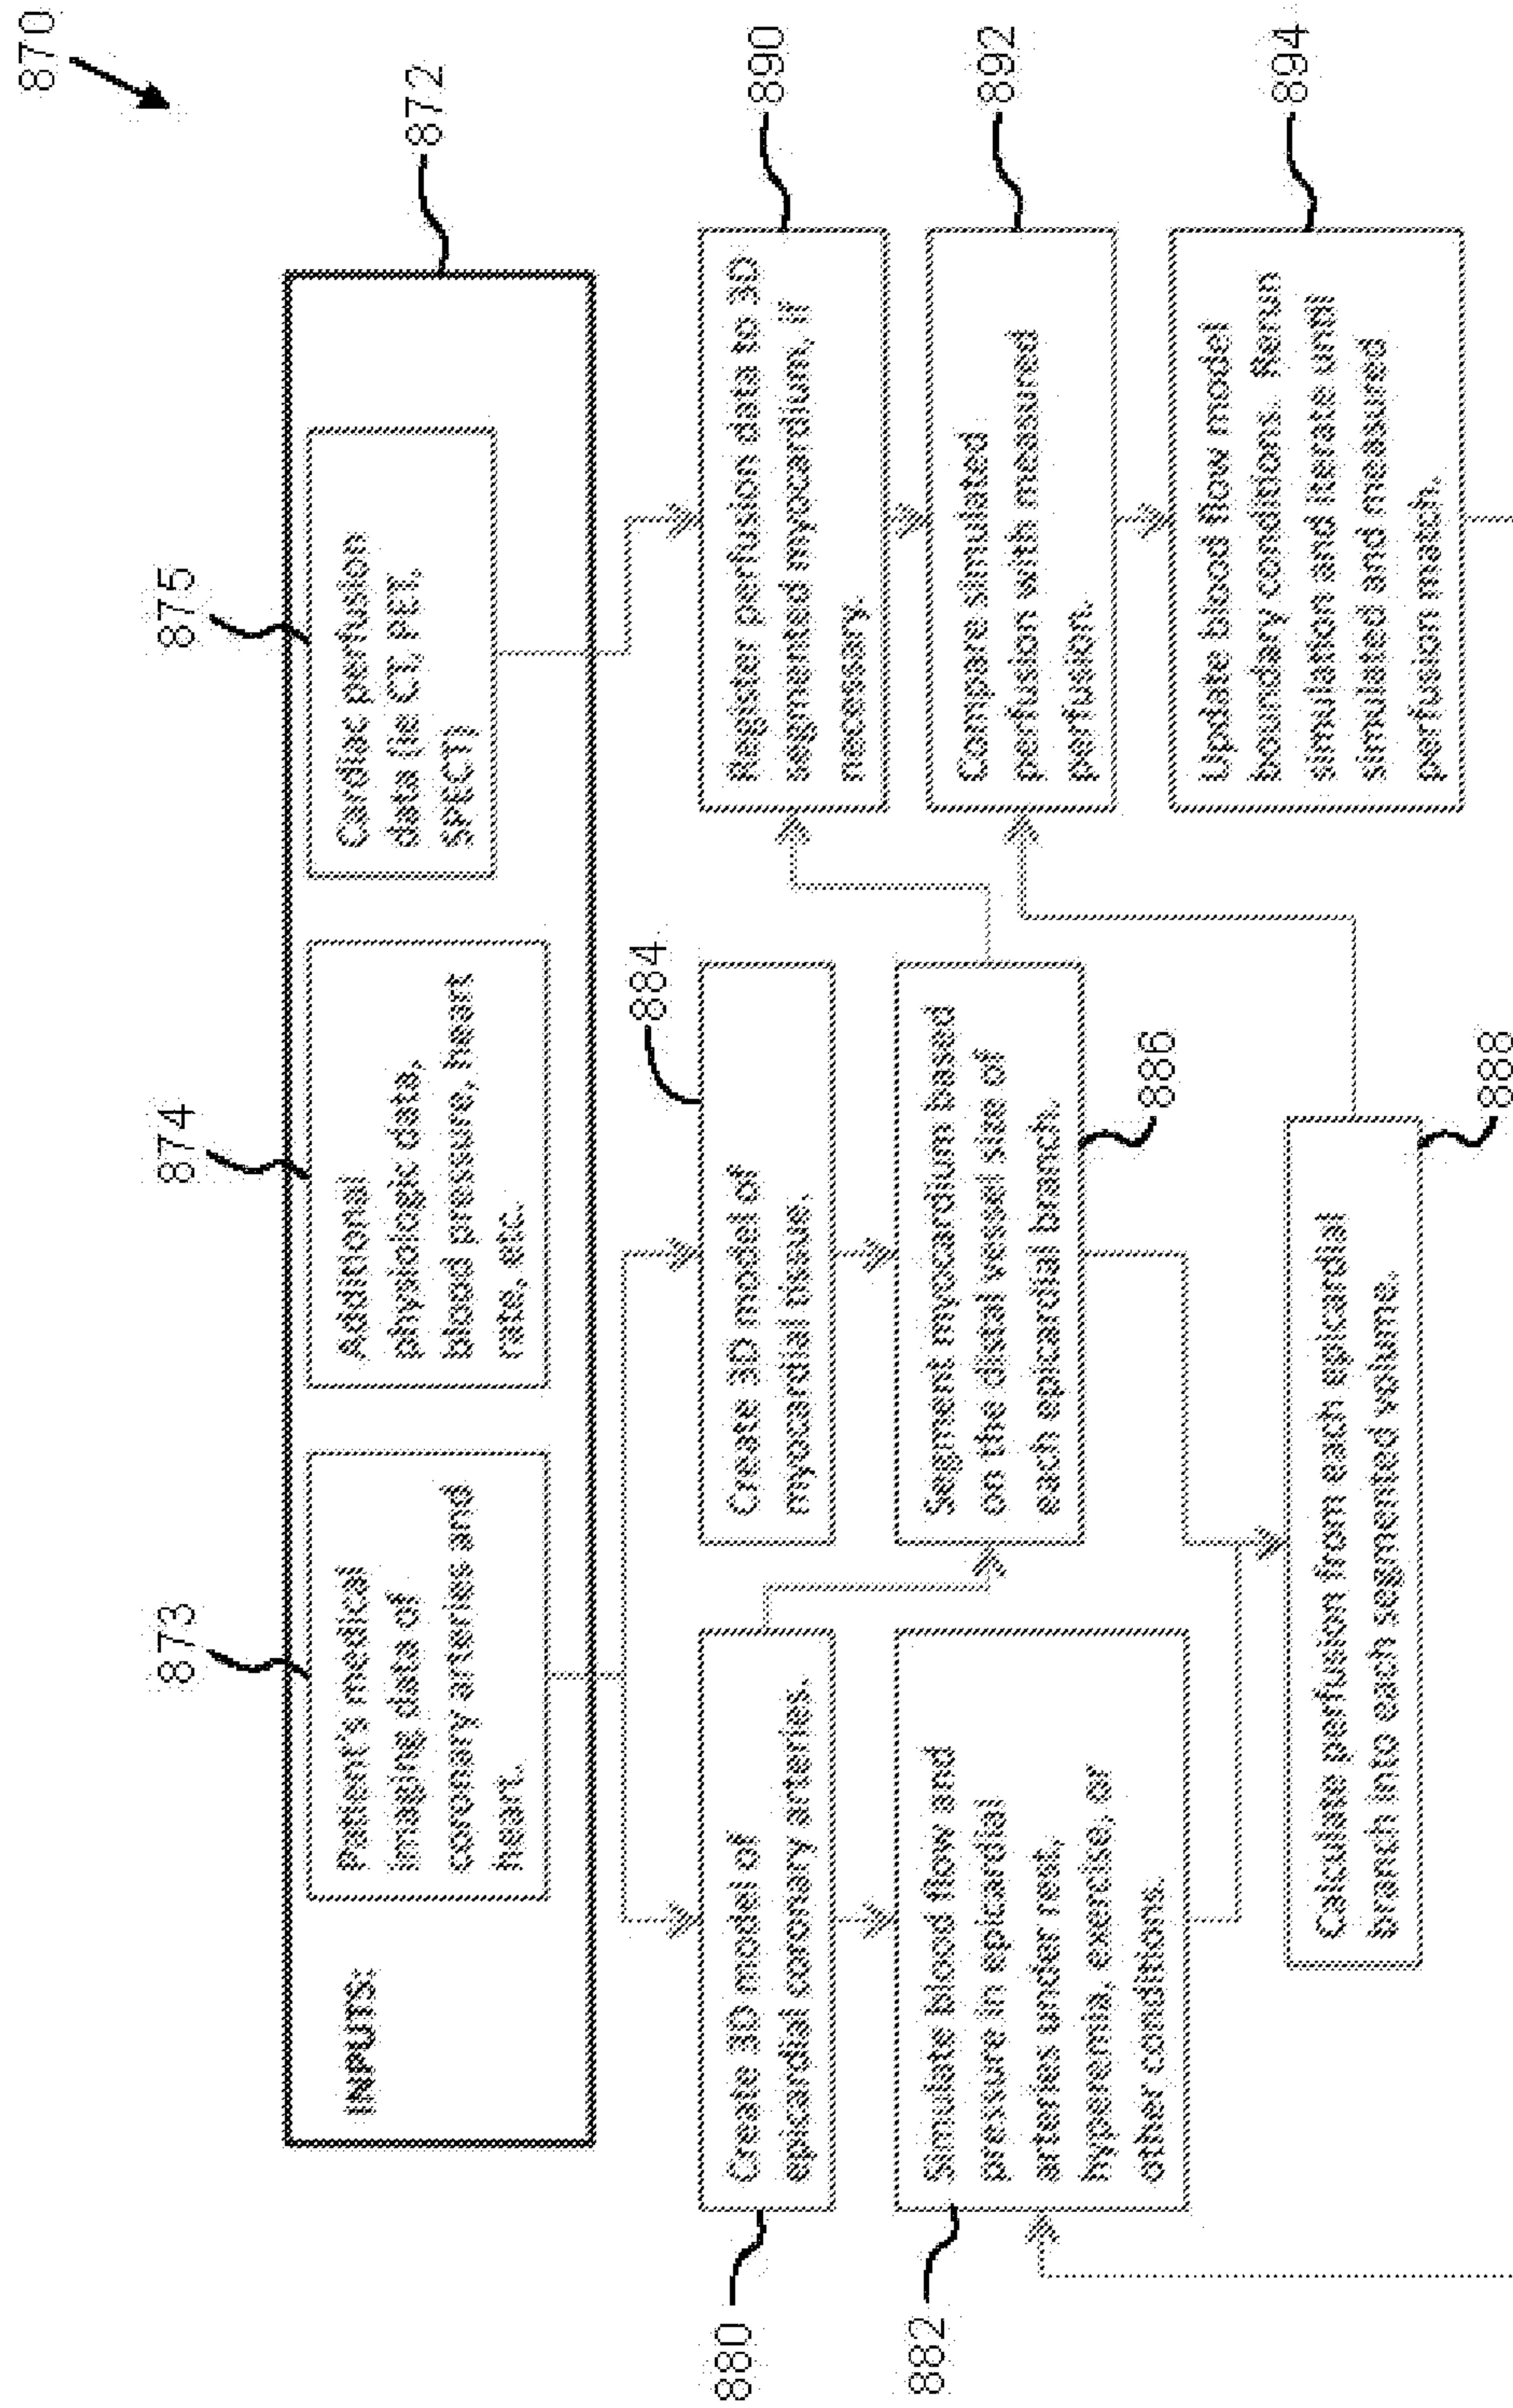 870
872
873
874
875
INPUTS:
Patient's medical
imaging data of
coronary arteries and
heart.
Additional
physiologic data,
blood pressure, heart
rate, etc.
Cardiac perfusion
data (ie CT, PET,
SPECT)
880
Create 3D model of
epicardial coronary arteries.
884
Create 3D model of
myocardial tissue.
890
Register perfusion data to 3D
segmented myocardium, if
necessary.
882
Simulate blood flow and
pressure in epicardial
arteries under rest,
hyperemia, exercise, or
other conditions.
Segment myocardium based
on the distal vessel size of
each epicardial branch.
886
892
Compare simulated
perfusion with measured
perfusion.
Calculate perfusion from each epicardial
branch into each segmented volume.
888
894
Update blood flow model
boundary conditions. Rerun
simulation and iterate until
simulated and measured
perfusion match.